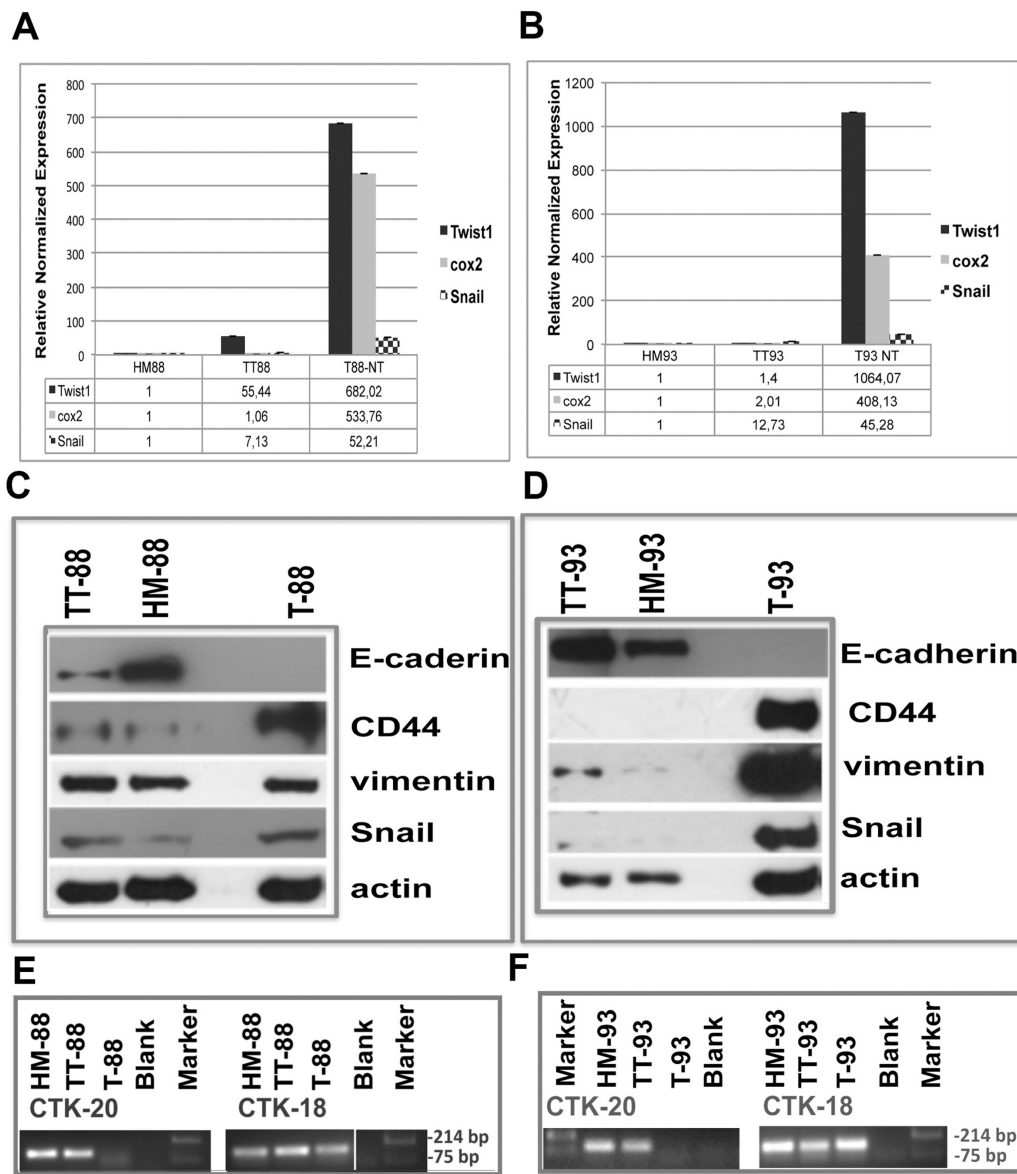 A
B
Relative Normalized Expression
800
700
600
500
400
300
200
100
0
HM88 TT88 T88-NT
Twist1 1 55,44 682,02
cox2 1 1,06 533,76
Snail 1 7,13 52,21
Twist1
cox2
Snail
Relative Normalized Expression
1200
1000
800
600
400
200
0
HM93 TT93 T93 NT
Twist1 1 1,4 1064,07
cox2 1 2,01 408,13
Snail 1 12,73 45,28
Twist1
cox2
Snail
C
TT-88 HM-88 T-88
E-caderin
CD44
vimentin
Snail
actin
D
TT-93 HM-93 T-93
E-cadherin
CD44
vimentin
Snail
actin
E
HM-88 TT-88 T-88 Blank Marker HM-88 TT-88 T-88 Blank Marker
CTK-20 CTK-18
-214 bp
-75 bp
F
Marker HM-93 TT-93 T-93 Blank HM-93 TT-93 T-93 Blank Marker
CTK-20 CTK-18
-214 bp
-75 bp